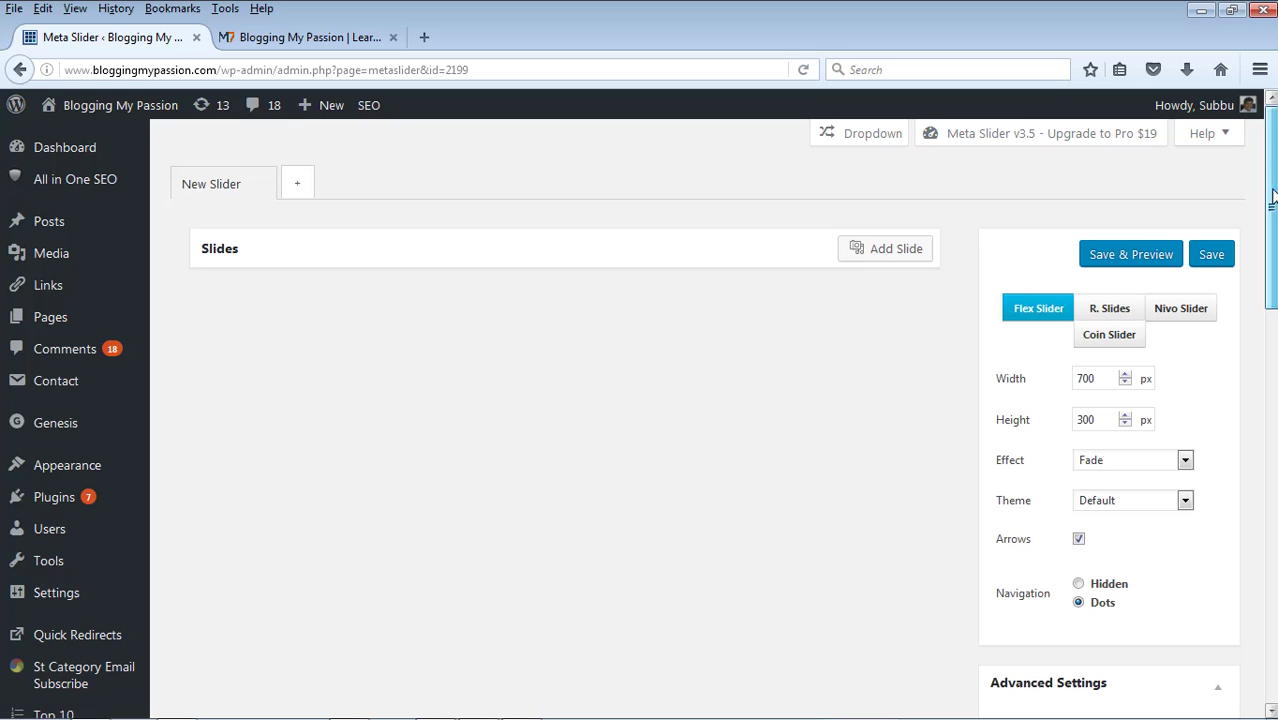 File Edit View History Bookmarks Tools Help
Meta Slider ‹ Blogging My ... Blogging My Passion | Lear...
www.bloggingmypassion.com/wp-admin/admin.php?page=metaslider&id=2199 Search
Blogging My Passion 13 18 New SEO Howdy, Subbu
Dropdown Meta Slider v3.5 - Upgrade to Pro $19 Help
Dashboard
All in One SEO
Posts
Media
Links
Pages
Comments 18
Contact
Genesis
Appearance
Plugins 7
Users
Tools
Settings
Quick Redirects
St Category Email
Subscribe
Top 10
New Slider +
Slides Add Slide
Save & Preview Save
Flex Slider R. Slides Nivo Slider
Coin Slider
Width 700 px
Height 300 px
Effect Fade
Theme Default
Arrows
Navigation Hidden
Dots
Advanced Settings